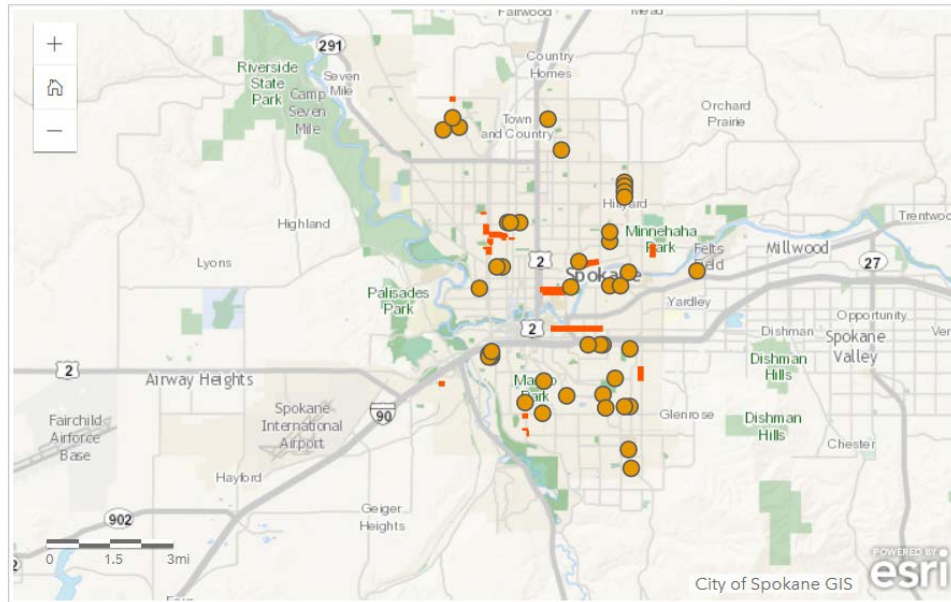 Fairwood
Mead
291
Country
Homes
Riverside
State
Park
Seven
Mile
Camp
Seven
Mile
Town
and Country
Orchard
Prairie
Hillyard
Highland
Minnehaha
Park
Felts
Field
Millwood
Trentwood
Lyons
2
Spokane
27
Palisades
Park
Yardley
Opportunity
2
Dishman
Spokane
Valley
2
Airway Heights
Dishman
Hills
Fairchild
Airforce
Base
Spokane
International
Airport
90
Park
Glenrose
Dishman
Hills
Chester
Hayford
Geiger
Heights
902
0 1.5 3mi
2
City of Spokane GIS
POWERED BY
esri